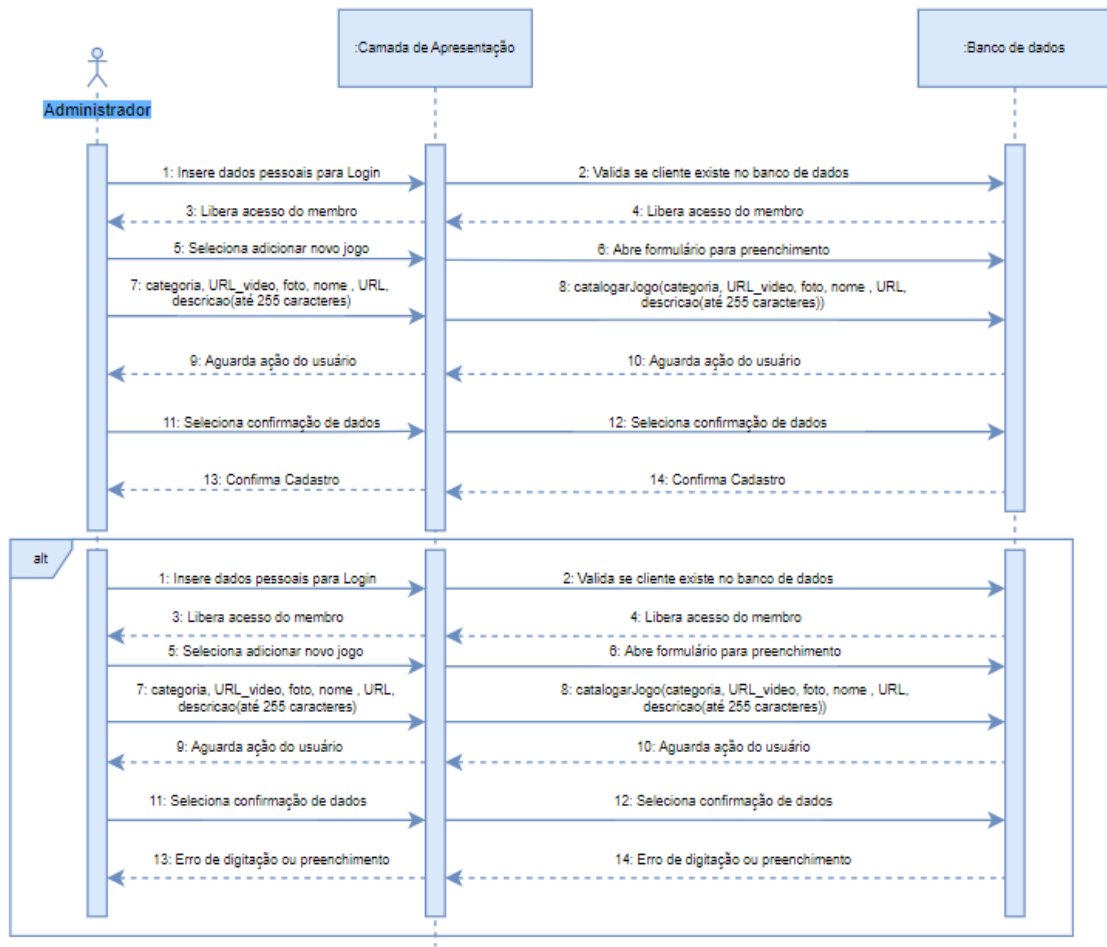 :Camada de Apresentação
:Banco de dados
Administrador
1: Insere dados pessoais para Login
2: Valida se cliente existe no banco de dados
3: Libera acesso do membro
4: Libera acesso do membro
5: Seleciona adicionar novo jogo
6: Abre formulário para preenchimento
7: categoria, URL_video, foto, nome , URL,
descricao(até 255 caracteres)
8: catalogarJogo(categoria, URL_video, foto, nome , URL,
descricao(até 255 caracteres))
9: Aguarda ação do usuário
10: Aguarda ação do usuário
11: Seleciona confirmação de dados
12: Seleciona confirmação de dados
13: Confirma Cadastro
14: Confirma Cadastro
alt
1: Insere dados pessoais para Login
2: Valida se cliente existe no banco de dados
3: Libera acesso do membro
4: Libera acesso do membro
5: Seleciona adicionar novo jogo
6: Abre formulário para preenchimento
7: categoria, URL_video, foto, nome , URL,
descricao(até 255 caracteres)
8: catalogarJogo(categoria, URL_video, foto, nome , URL,
descricao(até 255 caracteres))
9: Aguarda ação do usuário
10: Aguarda ação do usuário
11: Seleciona confirmação de dados
12: Seleciona confirmação de dados
13: Erro de digitação ou preenchimento
14: Erro de digitação ou preenchimento